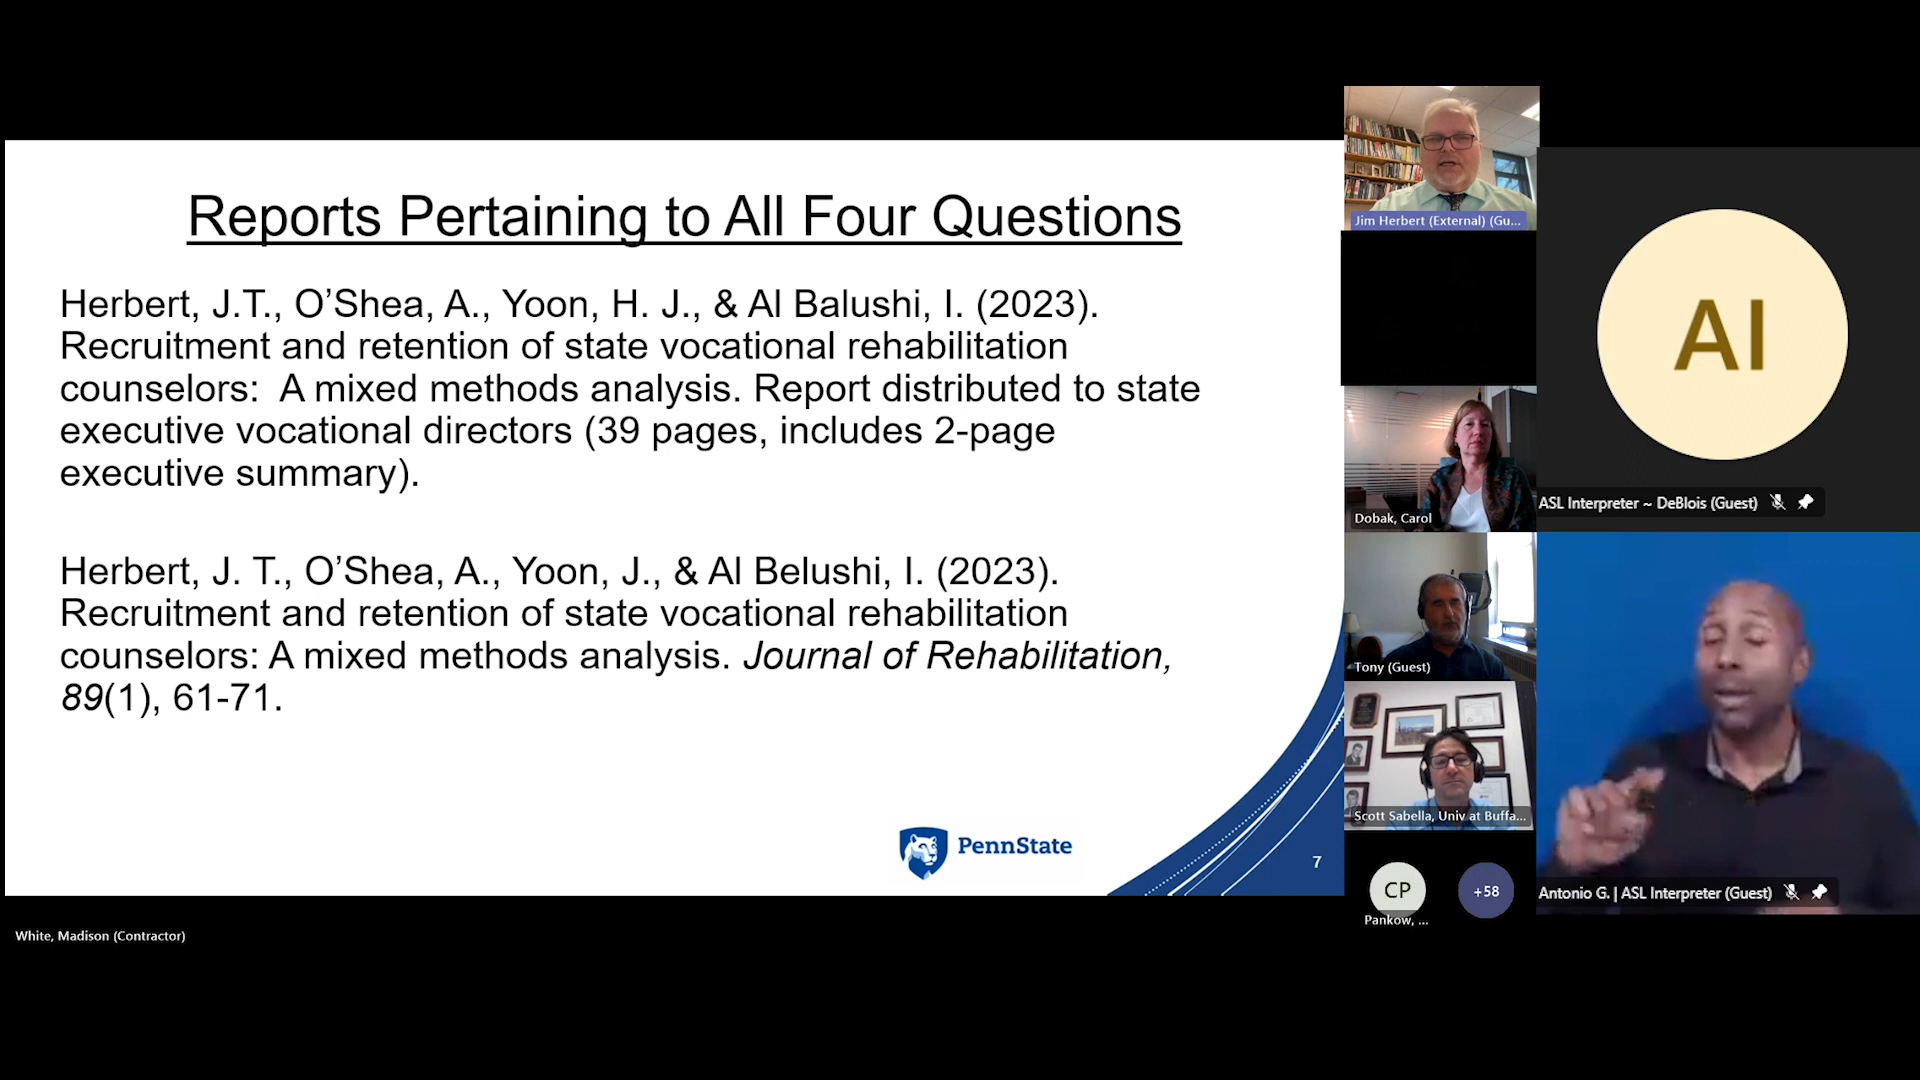 Reports Pertaining to All Four Questions
Herbert, J.T., O’Shea, A., Yoon, H. J., & Al Balushi, I. (2023).
Recruitment and retention of state vocational rehabilitation
counselors:  A mixed methods analysis. Report distributed to state
executive vocational directors (39 pages, includes 2-page
executive summary).
Herbert, J. T., O’Shea, A., Yoon, J., & Al Belushi, I. (2023).
Recruitment and retention of state vocational rehabilitation
counselors: A mixed methods analysis. Journal of Rehabilitation,
89(1), 61-71.
PennState
7
White, Madison (Contractor)
Jim Herbert (External) (Gu...
Dobak, Carol
Tony (Guest)
Scott Sabella, Univ at Buffa...
CP
+58
Pankow, ...
AI
ASL Interpreter ~ DeBlois (Guest)
Antonio G. | ASL Interpreter (Guest)